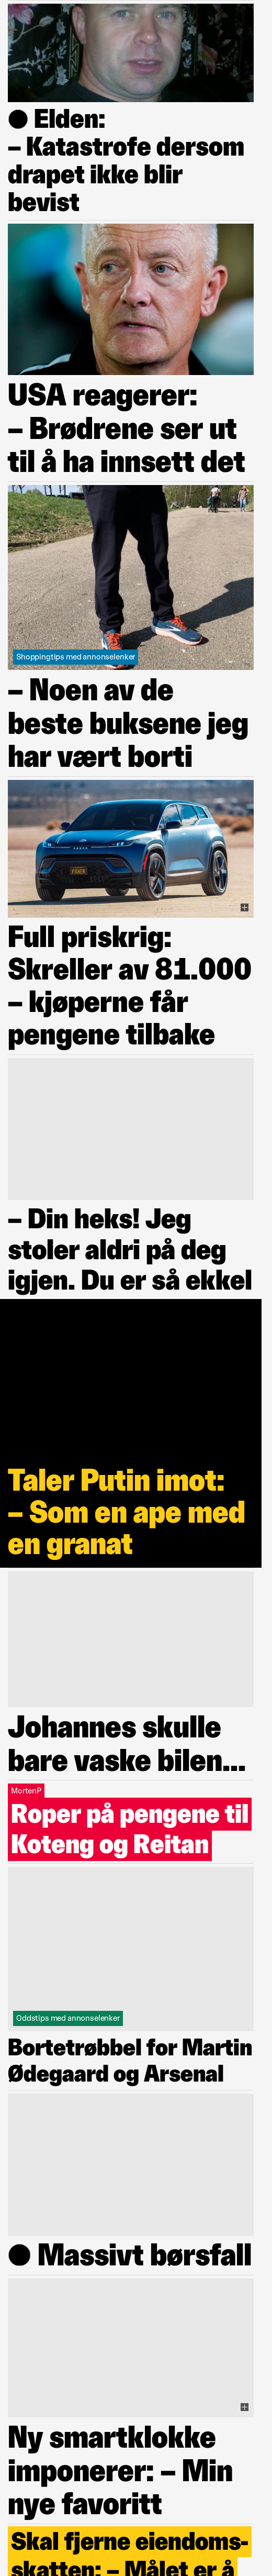 ● Elden:
– Katastrofe dersom
drapet ikke blir
bevist
USA reagerer:
– Brødrene ser ut
til å ha innsett det
Shoppingtips med annonselenker
– Noen av de
beste buksene jeg
har vært borti
FISKER
Full priskrig:
Skreller av 81.000
– kjøperne får
pengene tilbake
– Din heks! Jeg
stoler aldri på deg
igjen. Du er så ekkel
Taler Putin imot:
– Som en ape med
en granat
Johannes skulle
bare vaske bilen...
MortenP
Roper på pengene til
Koteng og Reitan
Oddstips med annonselenker
Bortetrøbbel for Martin
Ødegaard og Arsenal
● Massivt børsfall
Ny smartklokke
imponerer: – Min
nye favoritt
Skal fjerne eiendoms-
skatten: – Målet er å